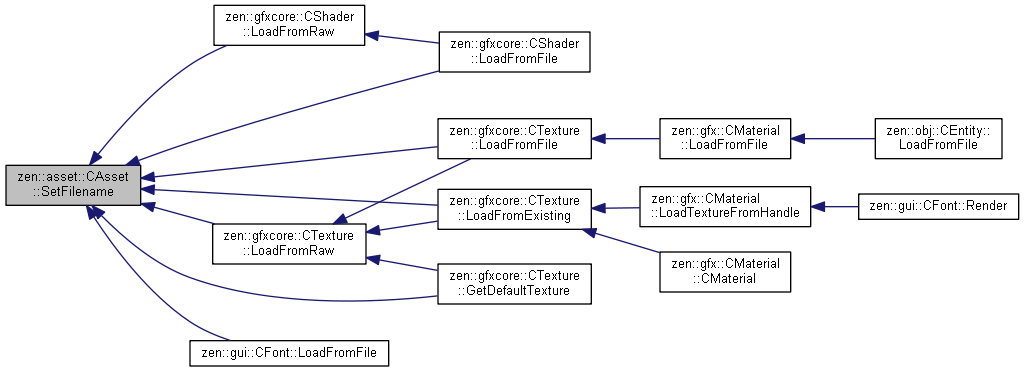 zen::gfxcore::CShader
::LoadFromRaw
zen::gfxcore::CShader
::LoadFromFile
zen::gfxcore::CTexture
::LoadFromFile
zen::gfx::CMaterial
::LoadFromFile
zen::obj::CEntity::
LoadFromFile
zen::asset::CAsset
::SetFilename
zen::gfxcore::CTexture
::LoadFromExisting
zen::gfx::CMaterial
::LoadTextureFromHandle
zen::gui::CFont::Render
zen::gfxcore::CTexture
::LoadFromRaw
zen::gfx::CMaterial
::CMaterial
zen::gfxcore::CTexture
::GetDefaultTexture
zen::gui::CFont::LoadFromFile